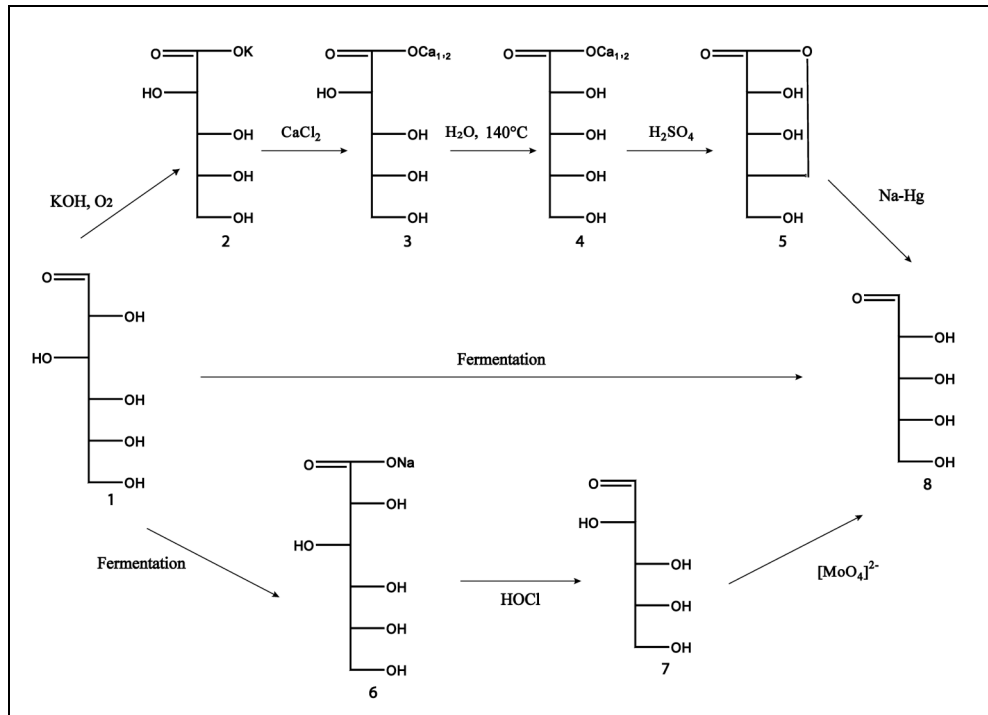 O
OK
HO
OH
OH
OH
2
CaCl₂
O
OCa₁,₂
HO
OH
OH
OH
3
H₂O, 140°C
O
OCa₁,₂
OH
OH
OH
OH
4
H₂SO₄
O
O
OH
OH
OH
5
KOH, O₂
Na-Hg
O
OH
HO
OH
OH
OH
1
Fermentation
O
OH
OH
OH
OH
8
Fermentation
O
ONa
OH
HO
OH
OH
OH
6
HOCl
O
HO
OH
OH
OH
7
[MoO₄]²⁻